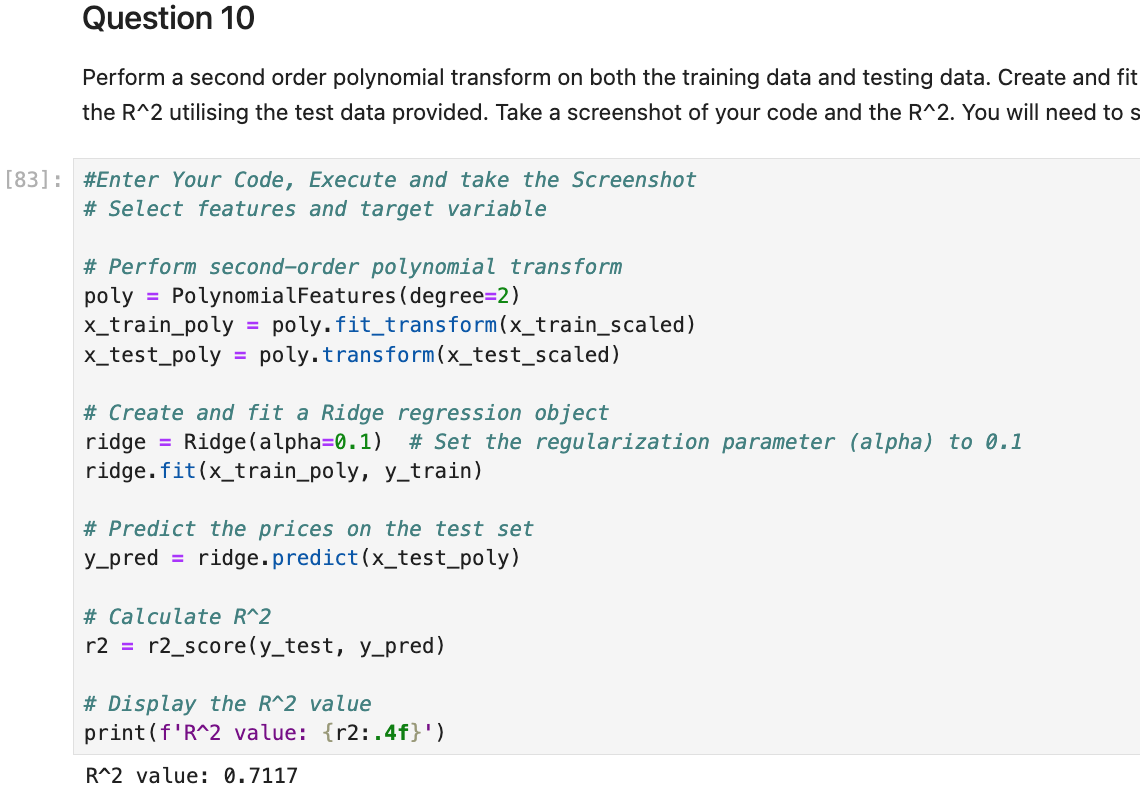 Question 10
Perform a second order polynomial transform on both the training data and testing data. Create and fit
the R^2 utilising the test data provided. Take a screenshot of your code and the R^2. You will need to s
[83]:
#Enter Your Code, Execute and take the Screenshot
# Select features and target variable
# Perform second-order polynomial transform
poly = PolynomialFeatures(degree=2)
x_train_poly = poly.fit_transform(x_train_scaled)
x_test_poly = poly.transform(x_test_scaled)
# Create and fit a Ridge regression object
ridge = Ridge(alpha=0.1)  # Set the regularization parameter (alpha) to 0.1
ridge.fit(x_train_poly, y_train)
# Predict the prices on the test set
y_pred = ridge.predict(x_test_poly)
# Calculate R^2
r2 = r2_score(y_test, y_pred)
# Display the R^2 value
print(f'R^2 value: {r2:.4f}')
R^2 value: 0.7117